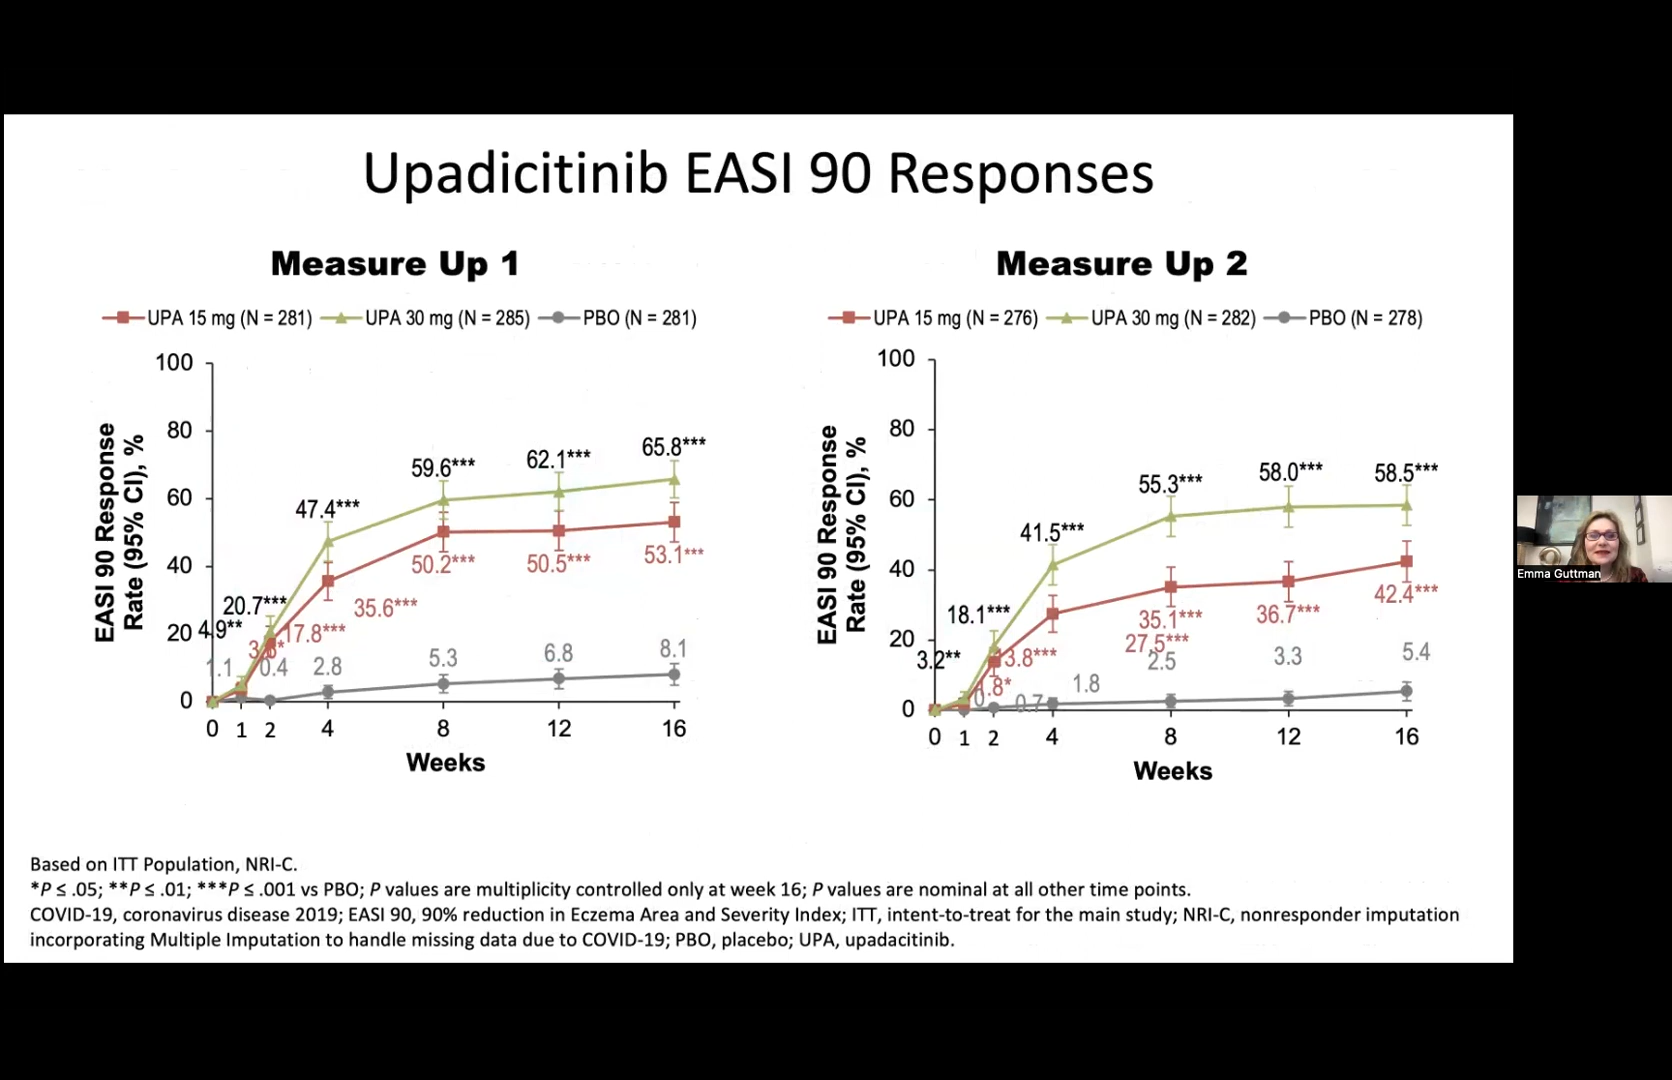 Upadicitinib EASI 90 Responses
Measure Up 1
UPA 15 mg (N = 281) UPA 30 mg (N = 285) PBO (N = 281)
EASI 90 Response
Rate (95% CI), %
100
80
60
40
20
0
4.9**
20.7***
47.4***
59.6***
62.1***
65.8***
3.6*
17.8***
35.6***
50.2***
50.5***
53.1***
1.1
0.4
2.8
5.3
6.8
8.1
0 1 2 4 8 12 16
Weeks
Measure Up 2
UPA 15 mg (N = 276) UPA 30 mg (N = 282) PBO (N = 278)
EASI 90 Response
Rate (95% CI), %
100
80
60
40
20
0
3.2**
18.1***
41.5***
55.3***
58.0***
58.5***
.8*
3.8***
27.5***
35.1***
36.7***
42.4***
0
0.7
1.8
2.5
3.3
5.4
0 1 2 4 8 12 16
Weeks
Based on ITT Population, NRI-C.
*P ≤ .05; **P ≤ .01; ***P ≤ .001 vs PBO; P values are multiplicity controlled only at week 16; P values are nominal at all other time points.
COVID-19, coronavirus disease 2019; EASI 90, 90% reduction in Eczema Area and Severity Index; ITT, intent-to-treat for the main study; NRI-C, nonresponder imputation
incorporating Multiple Imputation to handle missing data due to COVID-19; PBO, placebo; UPA, upadacitinib.
Emma Guttman